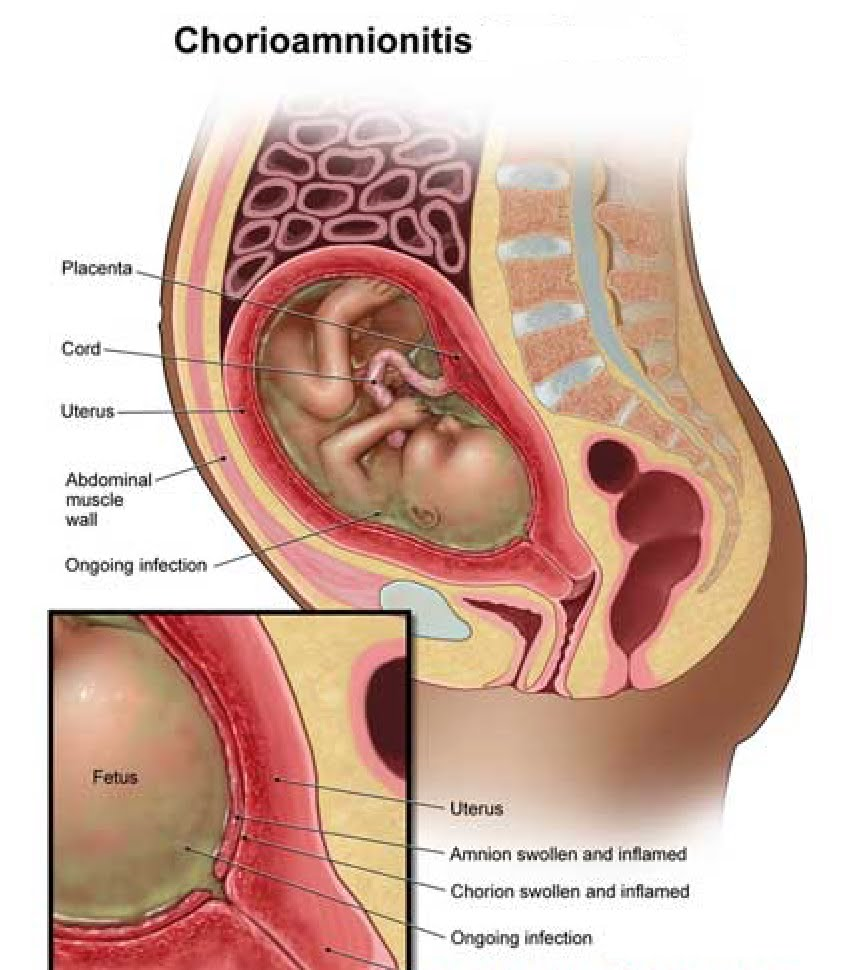 Chorioamnionitis
Placenta
Cord
Uterus
Abdominal
muscle
wall
Ongoing infection
Fetus
Uterus
Amnion swollen and inflamed
Chorion swollen and inflamed
Ongoing infection